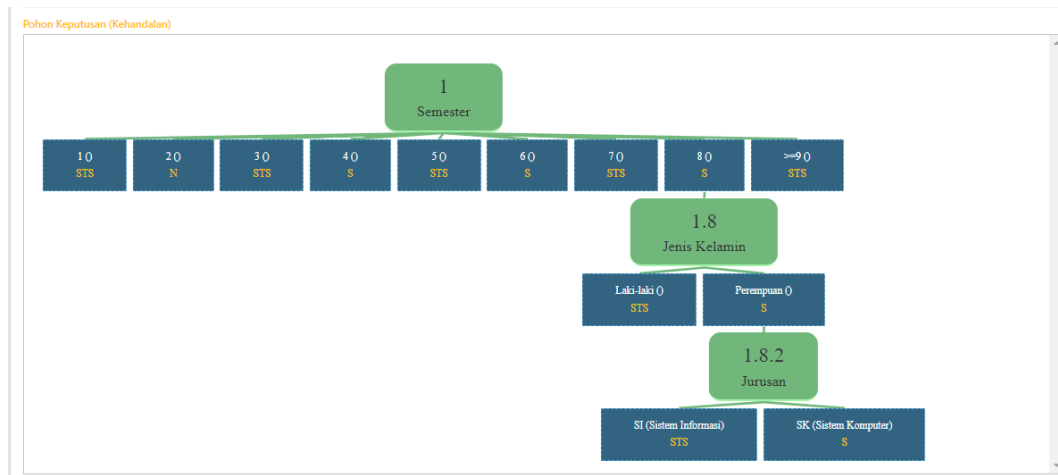 Pohon Keputusan (Kehandalan)
1
Semester
1 () 2 () 3 () 4 () 5 () 6 () 7 () 8 () >=9 ()
STS N STS S STS S STS S STS
1.8
Jenis Kelamin
Laki-laki () Perempuan ()
STS S
1.8.2
Jurusan
SI (Sistem Informasi) SK (Sistem Komputer)
STS S